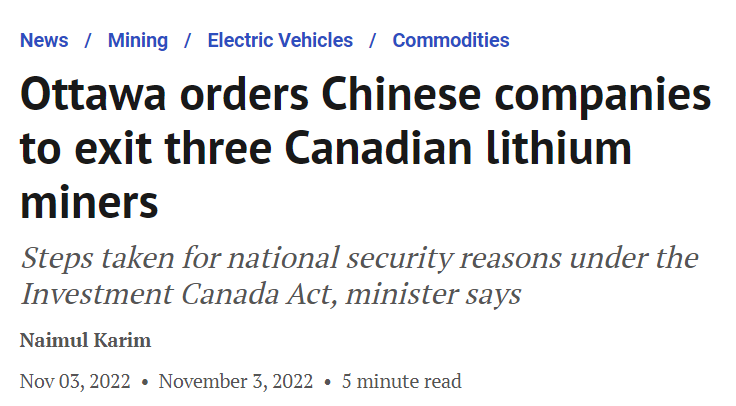 News / Mining / Electric Vehicles / Commodities
Ottawa orders Chinese companies
to exit three Canadian lithium
miners
Steps taken for national security reasons under the
Investment Canada Act, minister says
Naimul Karim
Nov 03, 2022 • November 3, 2022 • 5 minute read